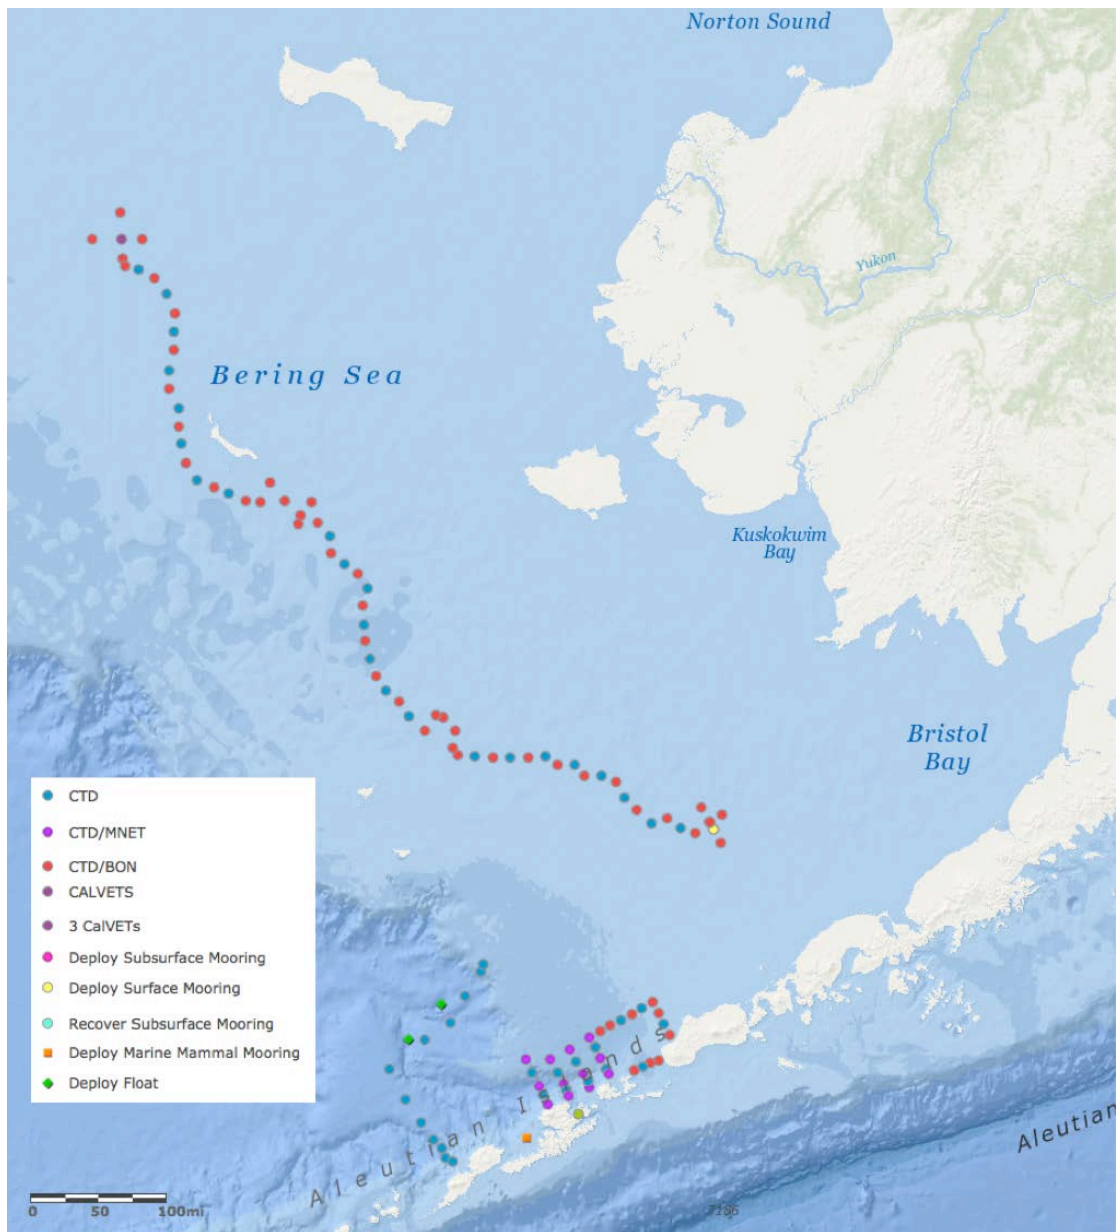 Norton Sound
Yukon
Bering Sea
Kuskokwim
Bay
Bristol
Bay
CTD
CTD/MNET
CTD/BON
CALVETS
3 CalVETs
Deploy Subsurface Mooring
Deploy Surface Mooring
Recover Subsurface Mooring
Deploy Marine Mammal Mooring
Deploy Float
Aleutian Islands
Aleutian
0 50 100mi
7186